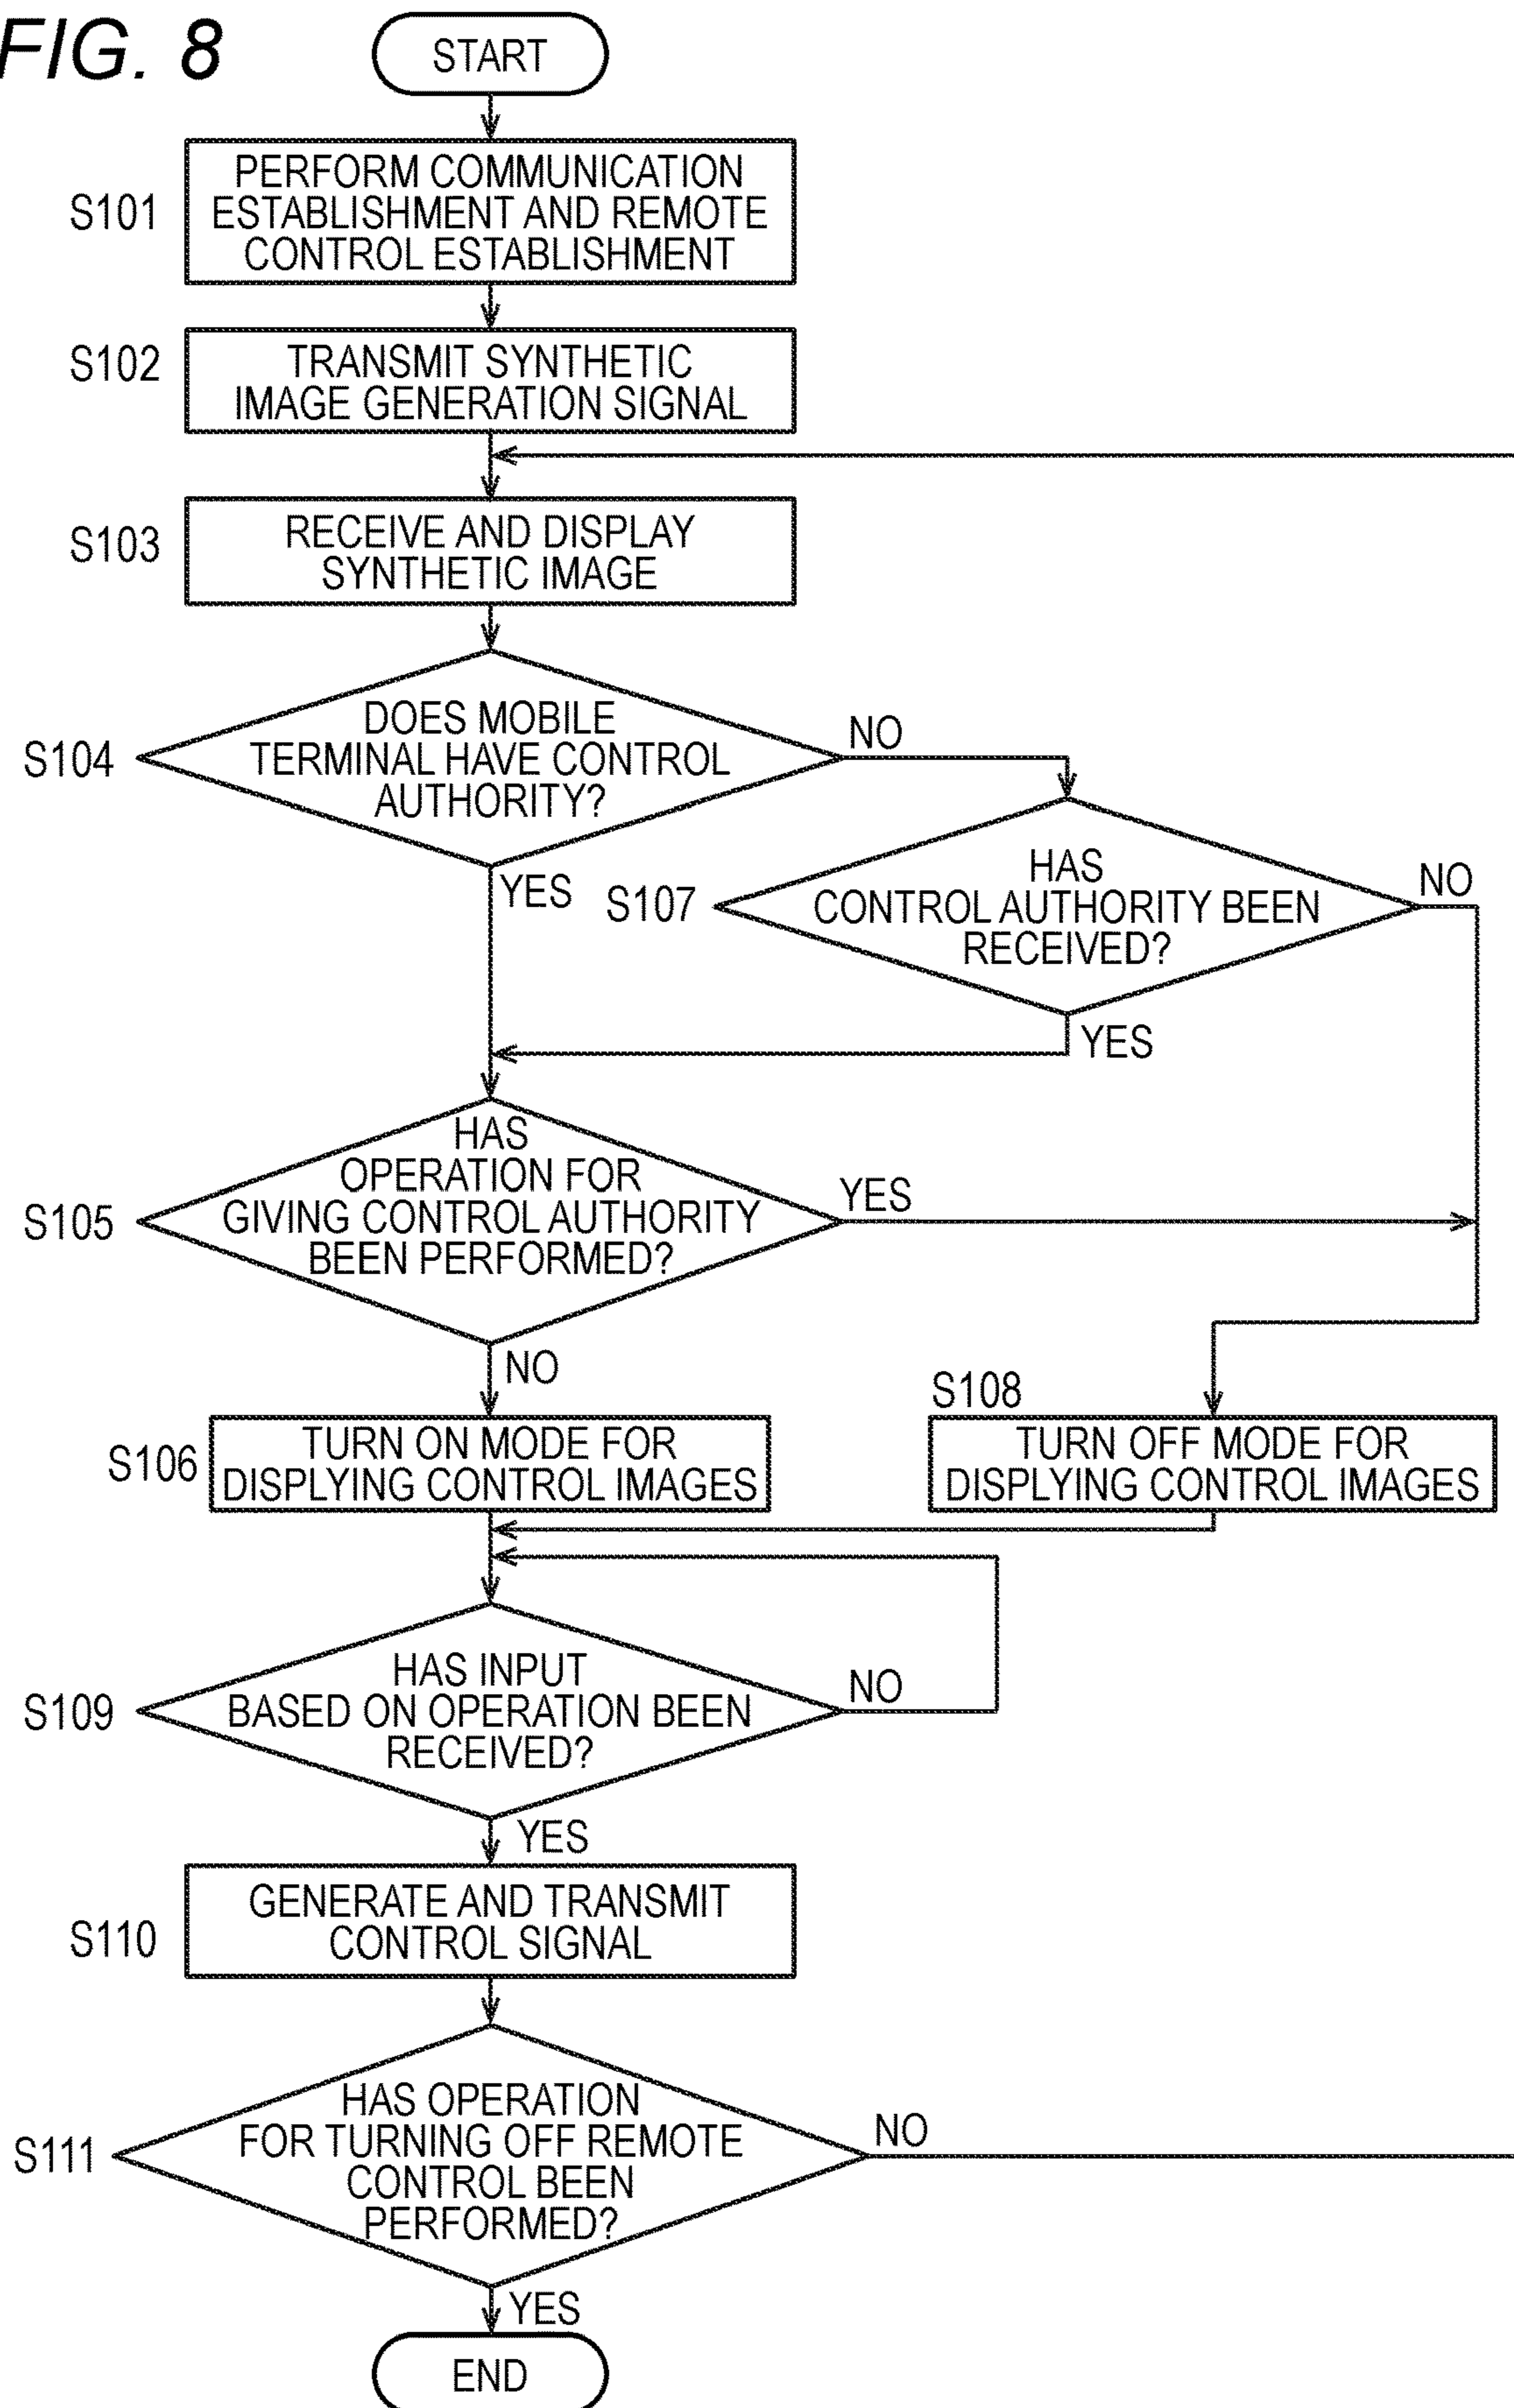 FIG. 8
START
S101
PERFORM COMMUNICATION
ESTABLISHMENT AND REMOTE
CONTROL ESTABLISHMENT
S102
TRANSMIT SYNTHETIC
IMAGE GENERATION SIGNAL
S103
RECEIVE AND DISPLAY
SYNTHETIC IMAGE
S104
DOES MOBILE
TERMINAL HAVE CONTROL
AUTHORITY?
NO
YES
S107
HAS
CONTROL AUTHORITY BEEN
RECEIVED?
NO
YES
S105
HAS
OPERATION FOR
GIVING CONTROL AUTHORITY
BEEN PERFORMED?
YES
NO
S106
TURN ON MODE FOR
DISPLYING CONTROL IMAGES
S108
TURN OFF MODE FOR
DISPLYING CONTROL IMAGES
S109
HAS INPUT
BASED ON OPERATION BEEN
RECEIVED?
NO
YES
S110
GENERATE AND TRANSMIT
CONTROL SIGNAL
S111
HAS OPERATION
FOR TURNING OFF REMOTE
CONTROL BEEN
PERFORMED?
NO
YES
END